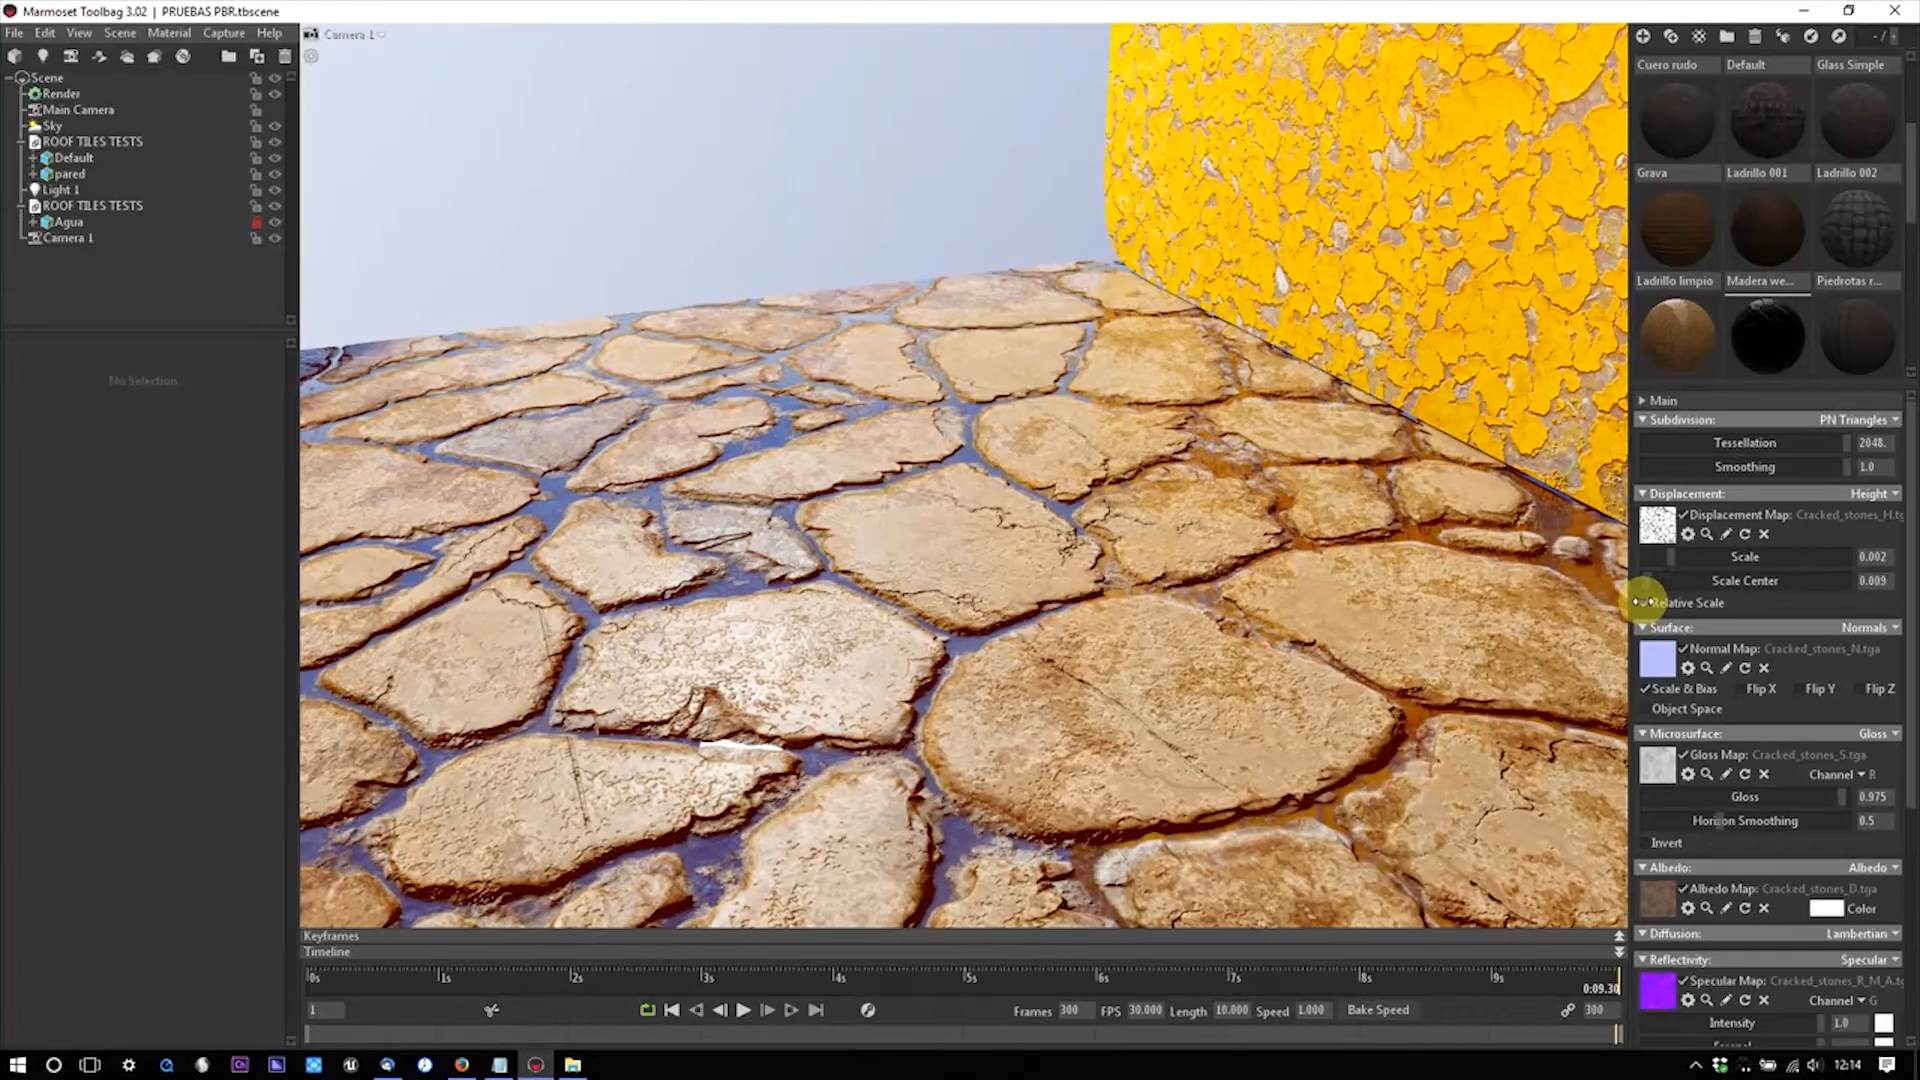 Marmoset Toolbag 3.02 | PRUEBAS PBR.tbscene
File Edit View Scene Material Capture Help
Camera 1
Scene
Render
Main Camera
Sky
ROOF TILES TESTS
Default
pared
Light 1
ROOF TILES TESTS
Agua
Camera 1
No Selection.
Cuero rudo Default Glass Simple
Grava Ladrillo 001 Ladrillo 002
Ladrillo limpio Madera we... Piedrotas r...
Main
Subdivision: PN Triangles
Tessellation 2048.
Smoothing 1.0
Displacement: Height
Displacement Map: Cracked_stones_H.tg
Scale 0.002
Scale Center 0.009
Relative Scale
Surface: Normals
Normal Map: Cracked_stones_N.tga
Scale & Bias Flip X Flip Y Flip Z
Object Space
Microsurface: Gloss
Gloss Map: Cracked_stones_S.tga
Channel R
Gloss 0.975
Horizon Smoothing 0.5
Invert
Albedo: Albedo
Albedo Map: Cracked_stones_D.tga
Color
Diffusion: Lambertian
Reflectivity: Specular
Specular Map: Cracked_stones_R_M_A.tg
Channel G
Intensity 1.0
Keyframes
Timeline
0s 1s 2s 3s 4s 5s 6s 7s 8s 9s
0:09.30
1 Frames 300 FPS 30.000 Length 10.000 Speed 1.000 Bake Speed 300
12:14